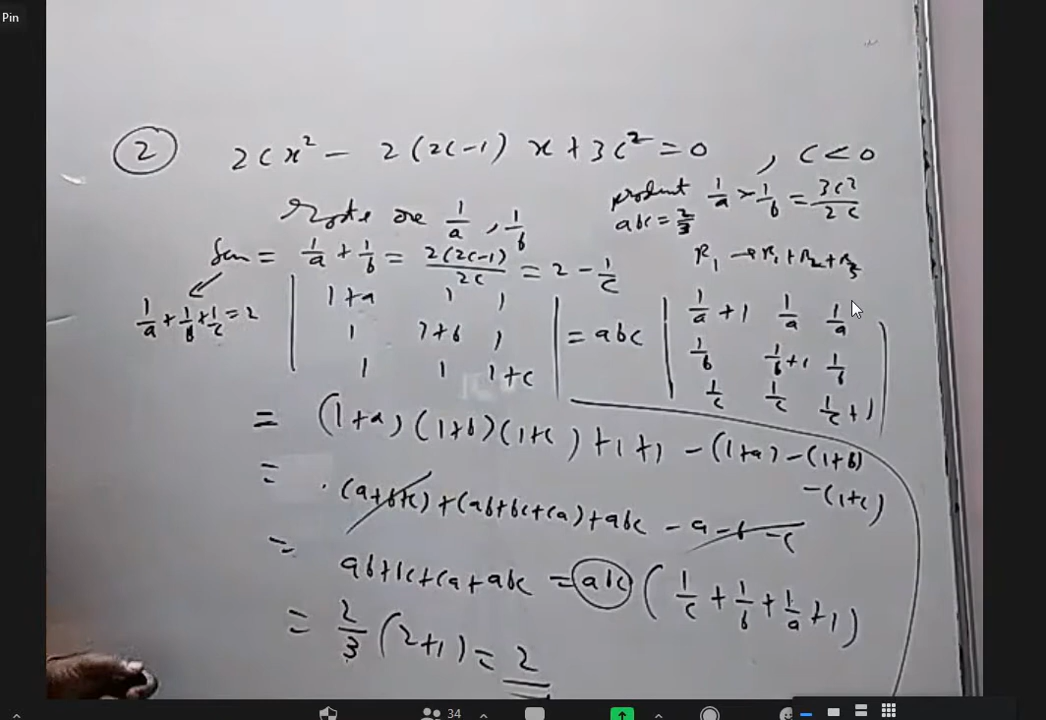 Pin
2 2cx² - 2(2c-1) x + 3c² = 0 , c < 0
Roots are 1/a , 1/b
product 1/a × 1/b = 3c²/2c
abc = 2/3
Sum = 1/a + 1/b = 2(2c-1)/2c = 2 - 1/c
R₁ → R₁ + R₂ + R₃
1/a + 1/b + 1/c = 2
| 1+a 1 1 | = abc | 1/a + 1 1/a 1/a |
| 1 1+b 1 | | 1/b 1/b + 1 1/b |
| 1 1 1+c | | 1/c 1/c 1/c + 1 |
= (1+a)(1+b)(1+c) + 1 + 1 - (1+a) - (1+b) - (1+c)
= (a+b+c) + (ab+bc+ca) + abc - a - b - c
= ab+bc+ca+abc = abc ( 1/c + 1/b + 1/a + 1)
= 2/3 (2+1) = 2
34